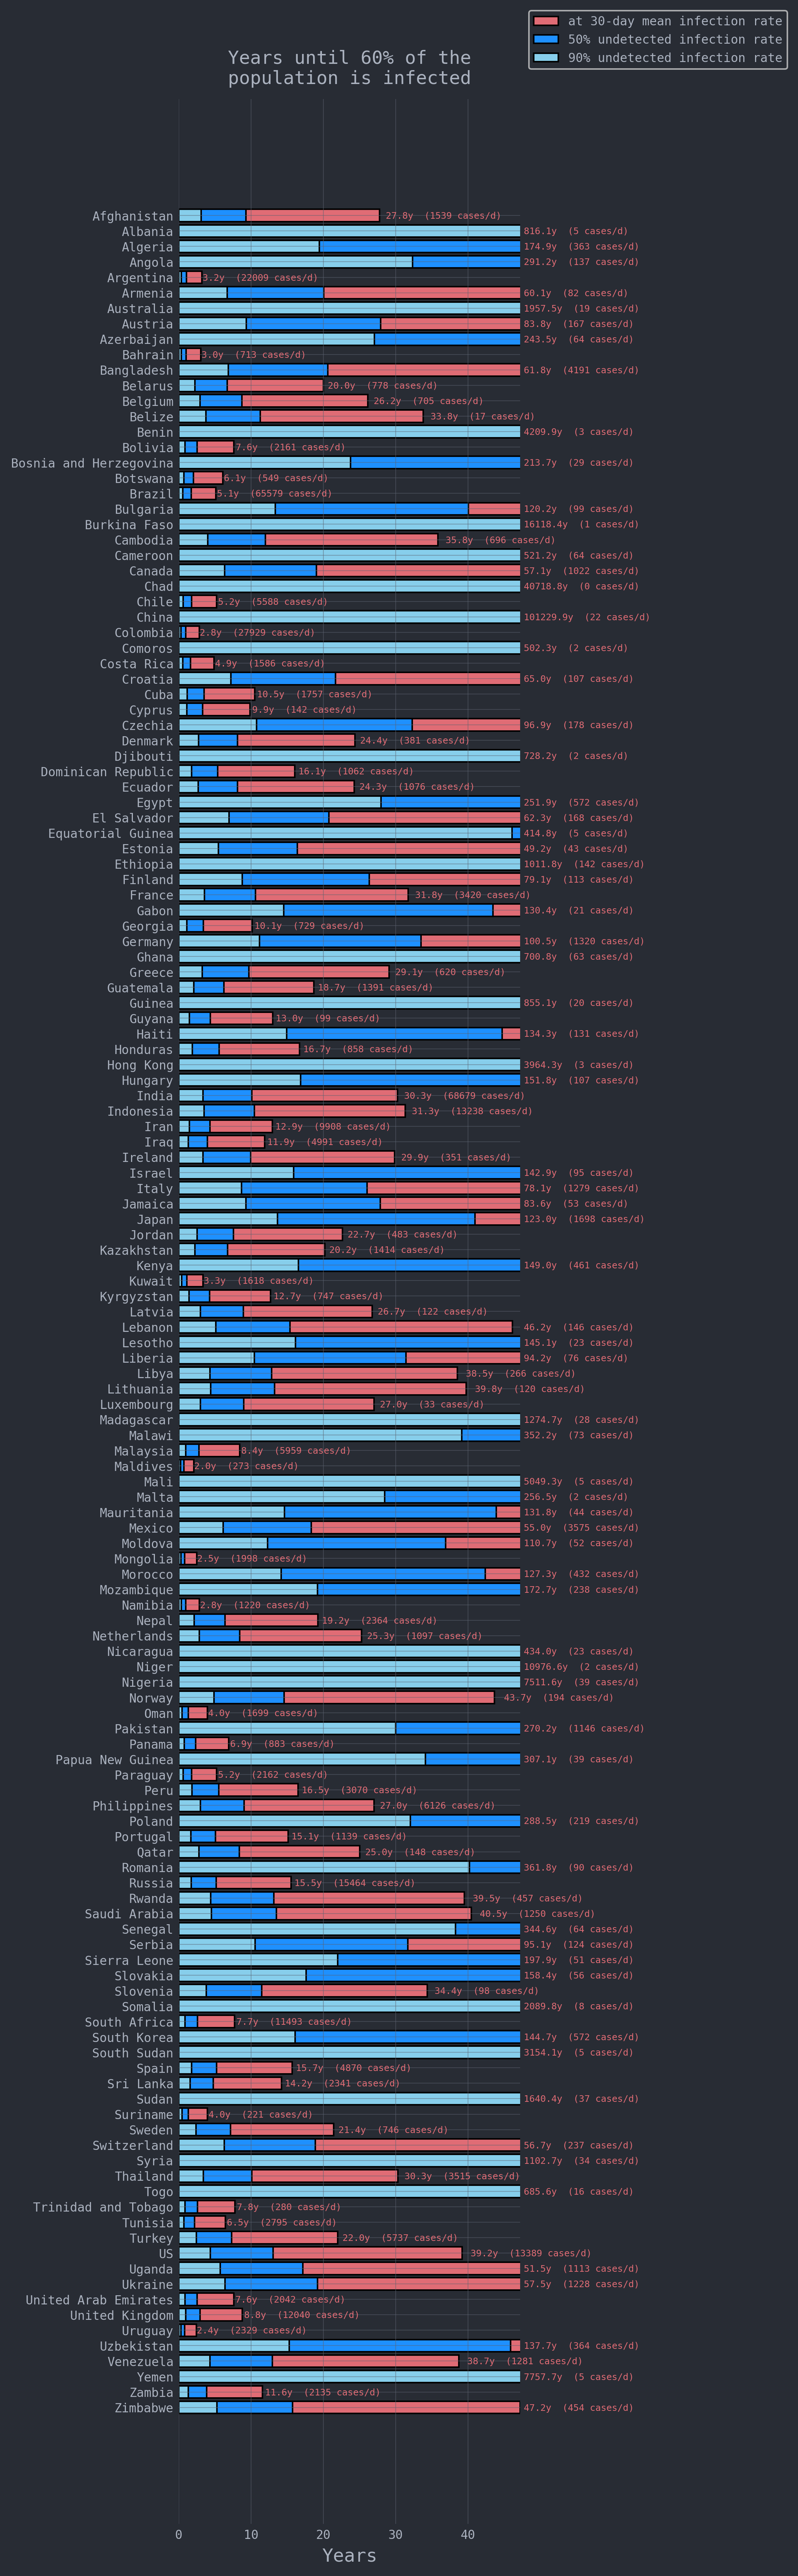 at 30-day mean infection rate
50% undetected infection rate
90% undetected infection rate
Years until 60% of the
population is infected
Afghanistan 27.8y (1539 cases/d)
Albania 816.1y (5 cases/d)
Algeria 174.9y (363 cases/d)
Angola 291.2y (137 cases/d)
Argentina 3.2y (22009 cases/d)
Armenia 60.1y (82 cases/d)
Australia 1957.5y (19 cases/d)
Austria 83.8y (167 cases/d)
Azerbaijan 243.5y (64 cases/d)
Bahrain 3.0y (713 cases/d)
Bangladesh 61.8y (4191 cases/d)
Belarus 20.0y (778 cases/d)
Belgium 26.2y (705 cases/d)
Belize 33.8y (17 cases/d)
Benin 4209.9y (3 cases/d)
Bolivia 7.6y (2161 cases/d)
Bosnia and Herzegovina 213.7y (29 cases/d)
Botswana 6.1y (549 cases/d)
Brazil 5.1y (65579 cases/d)
Bulgaria 120.2y (99 cases/d)
Burkina Faso 16118.4y (1 cases/d)
Cambodia 35.8y (696 cases/d)
Cameroon 521.2y (64 cases/d)
Canada 57.1y (1022 cases/d)
Chad 40718.8y (0 cases/d)
Chile 5.2y (5588 cases/d)
China 101229.9y (22 cases/d)
Colombia 2.8y (27929 cases/d)
Comoros 502.3y (2 cases/d)
Costa Rica 4.9y (1586 cases/d)
Croatia 65.0y (107 cases/d)
Cuba 10.5y (1757 cases/d)
Cyprus 9.9y (142 cases/d)
Czechia 96.9y (178 cases/d)
Denmark 24.4y (381 cases/d)
Djibouti 728.2y (2 cases/d)
Dominican Republic 16.1y (1062 cases/d)
Ecuador 24.3y (1076 cases/d)
Egypt 251.9y (572 cases/d)
El Salvador 62.3y (168 cases/d)
Equatorial Guinea 414.8y (5 cases/d)
Estonia 49.2y (43 cases/d)
Ethiopia 1011.8y (142 cases/d)
Finland 79.1y (113 cases/d)
France 31.8y (3420 cases/d)
Gabon 130.4y (21 cases/d)
Georgia 10.1y (729 cases/d)
Germany 100.5y (1320 cases/d)
Ghana 700.8y (63 cases/d)
Greece 29.1y (620 cases/d)
Guatemala 18.7y (1391 cases/d)
Guinea 855.1y (20 cases/d)
Guyana 13.0y (99 cases/d)
Haiti 134.3y (131 cases/d)
Honduras 16.7y (858 cases/d)
Hong Kong 3964.3y (3 cases/d)
Hungary 151.8y (107 cases/d)
India 30.3y (68679 cases/d)
Indonesia 31.3y (13238 cases/d)
Iran 12.9y (9908 cases/d)
Iraq 11.9y (4991 cases/d)
Ireland 29.9y (351 cases/d)
Israel 142.9y (95 cases/d)
Italy 78.1y (1279 cases/d)
Jamaica 83.6y (53 cases/d)
Japan 123.0y (1698 cases/d)
Jordan 22.7y (483 cases/d)
Kazakhstan 20.2y (1414 cases/d)
Kenya 149.0y (461 cases/d)
Kuwait 3.3y (1618 cases/d)
Kyrgyzstan 12.7y (747 cases/d)
Latvia 26.7y (122 cases/d)
Lebanon 46.2y (146 cases/d)
Lesotho 145.1y (23 cases/d)
Liberia 94.2y (76 cases/d)
Libya 38.5y (266 cases/d)
Lithuania 39.8y (120 cases/d)
Luxembourg 27.0y (33 cases/d)
Madagascar 1274.7y (28 cases/d)
Malawi 352.2y (73 cases/d)
Malaysia 8.4y (5959 cases/d)
Maldives 2.0y (273 cases/d)
Mali 5049.3y (5 cases/d)
Malta 256.5y (2 cases/d)
Mauritania 131.8y (44 cases/d)
Mexico 55.0y (3575 cases/d)
Moldova 110.7y (52 cases/d)
Mongolia 2.5y (1998 cases/d)
Morocco 127.3y (432 cases/d)
Mozambique 172.7y (238 cases/d)
Namibia 2.8y (1220 cases/d)
Nepal 19.2y (2364 cases/d)
Netherlands 25.3y (1097 cases/d)
Nicaragua 434.0y (23 cases/d)
Niger 10976.6y (2 cases/d)
Nigeria 7511.6y (39 cases/d)
Norway 43.7y (194 cases/d)
Oman 4.0y (1699 cases/d)
Pakistan 270.2y (1146 cases/d)
Panama 6.9y (883 cases/d)
Papua New Guinea 307.1y (39 cases/d)
Paraguay 5.2y (2162 cases/d)
Peru 16.5y (3070 cases/d)
Philippines 27.0y (6126 cases/d)
Poland 288.5y (219 cases/d)
Portugal 15.1y (1139 cases/d)
Qatar 25.0y (148 cases/d)
Romania 361.8y (90 cases/d)
Russia 15.5y (15464 cases/d)
Rwanda 39.5y (457 cases/d)
Saudi Arabia 40.5y (1250 cases/d)
Senegal 344.6y (64 cases/d)
Serbia 95.1y (124 cases/d)
Sierra Leone 197.9y (51 cases/d)
Slovakia 158.4y (56 cases/d)
Slovenia 34.4y (98 cases/d)
Somalia 2089.8y (8 cases/d)
South Africa 7.7y (11493 cases/d)
South Korea 144.7y (572 cases/d)
South Sudan 3154.1y (5 cases/d)
Spain 15.7y (4870 cases/d)
Sri Lanka 14.2y (2341 cases/d)
Sudan 1640.4y (37 cases/d)
Suriname 4.0y (221 cases/d)
Sweden 21.4y (746 cases/d)
Switzerland 56.7y (237 cases/d)
Syria 1102.7y (34 cases/d)
Thailand 30.3y (3515 cases/d)
Togo 685.6y (16 cases/d)
Trinidad and Tobago 7.8y (280 cases/d)
Tunisia 6.5y (2795 cases/d)
Turkey 22.0y (5737 cases/d)
US 39.2y (13389 cases/d)
Uganda 51.5y (1113 cases/d)
Ukraine 57.5y (1228 cases/d)
United Arab Emirates 7.6y (2042 cases/d)
United Kingdom 8.8y (12040 cases/d)
Uruguay 2.4y (2329 cases/d)
Uzbekistan 137.7y (364 cases/d)
Venezuela 38.7y (1281 cases/d)
Yemen 7757.7y (5 cases/d)
Zambia 11.6y (2135 cases/d)
Zimbabwe 47.2y (454 cases/d)
0 10 20 30 40
Years